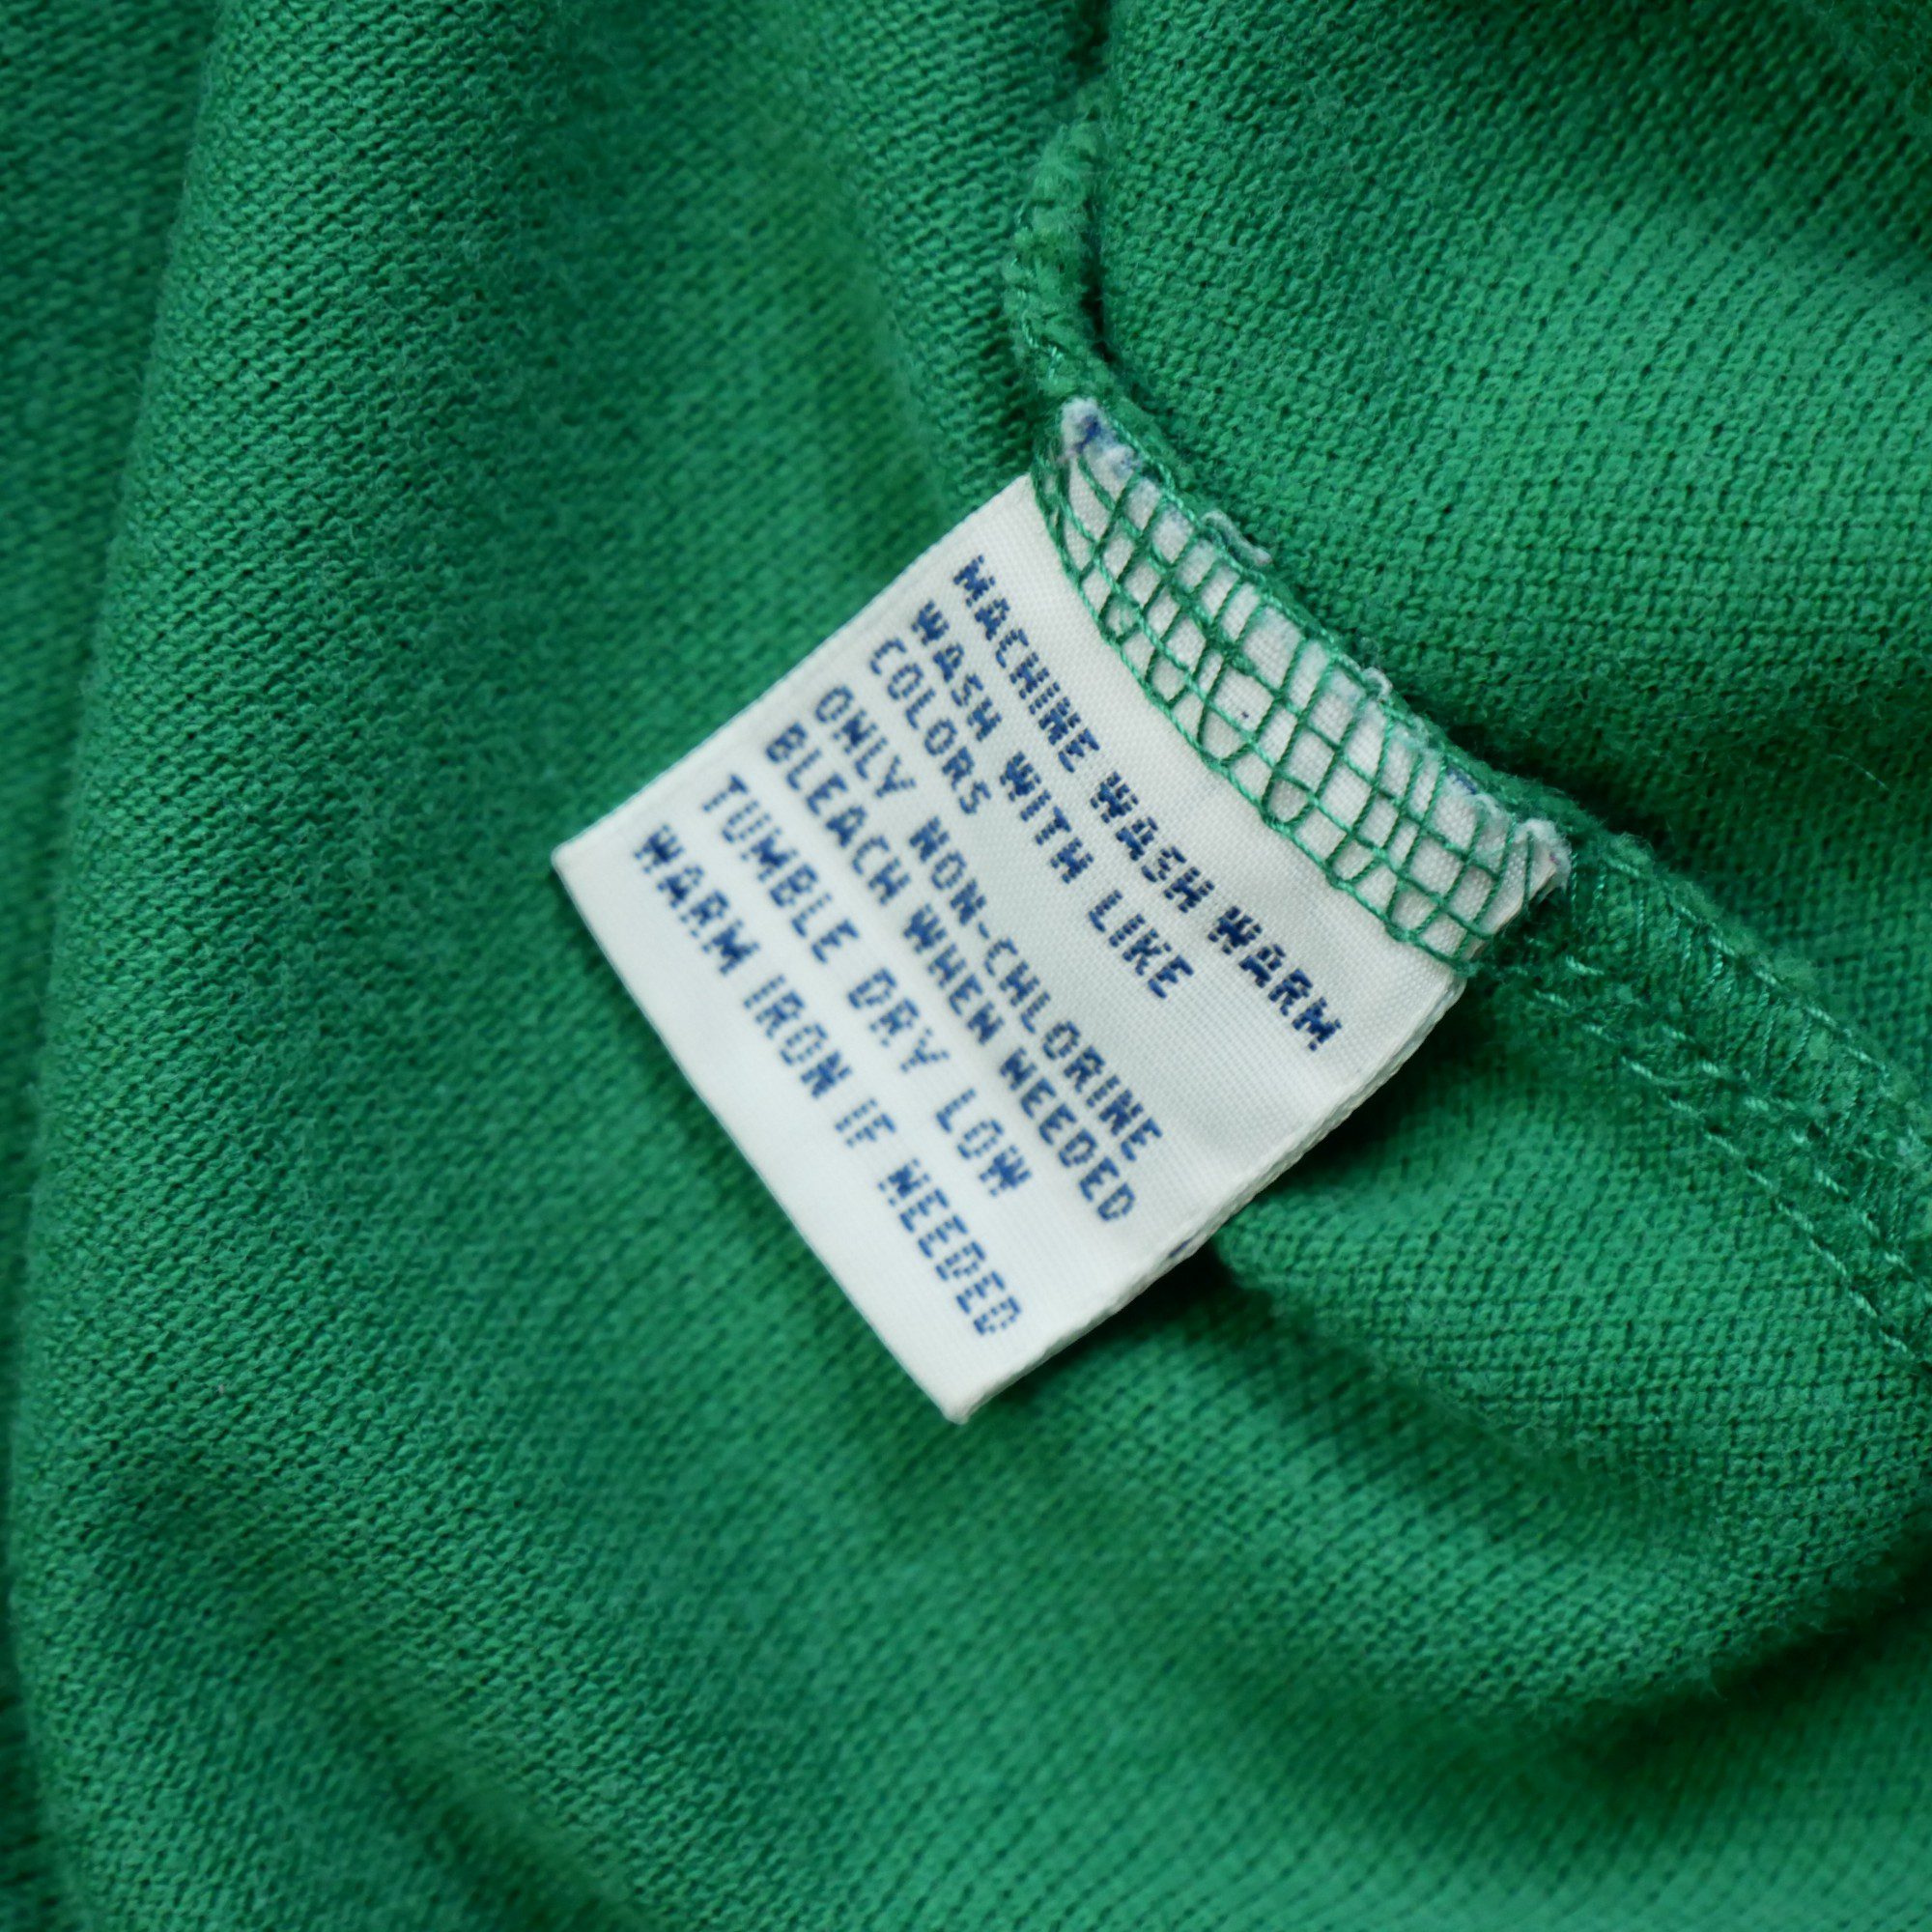 MACHINE WASH WARM
WASH WITH LIKE
COLORS
ONLY NON-CHLORINE
BLEACH WHEN NEEDED
TUMBLE DRY LOW
WARM IRON IF NEEDED